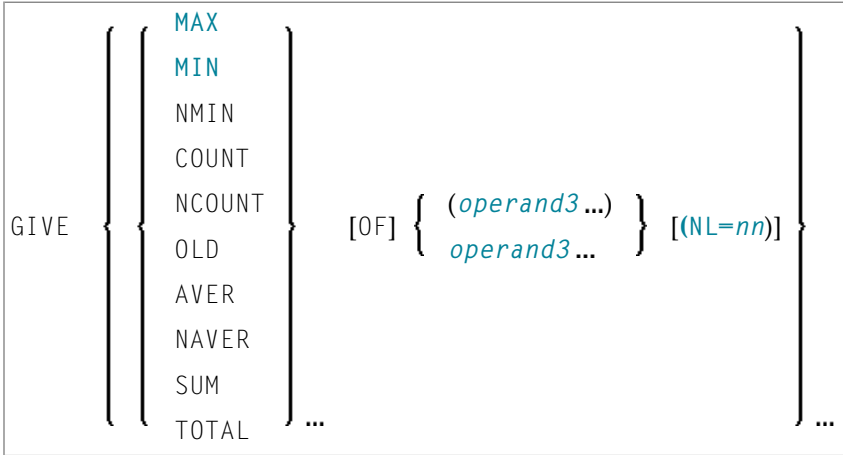 MAX
MIN
NMIN
COUNT
NCOUNT (operand3 ...)
GIVE OLD [OF] operand3 ... [(NL=nn)]
AVER
NAVER
SUM
TOTAL ... ...